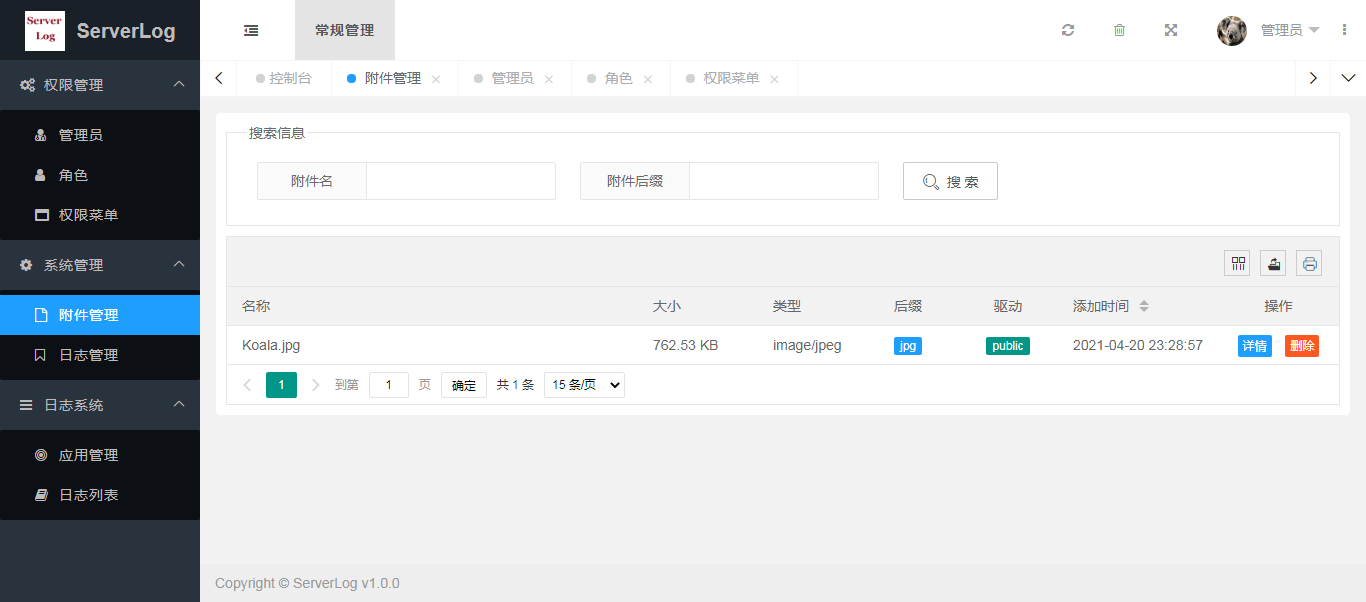 Server
Log
ServerLog
权限管理
管理员
角色
权限菜单
系统管理
附件管理
日志管理
日志系统
应用管理
日志列表
常规管理
管理员
控制台 附件管理 管理员 角色 权限菜单
搜索信息
附件名 附件后缀 搜 索
名称 大小 类型 后缀 驱动 添加时间 操作
Koala.jpg 762.53 KB image/jpeg jpg public 2021-04-20 23:28:57 详情 删除
1 到第 1 页 确定 共 1 条 15 条/页
Copyright © ServerLog v1.0.0